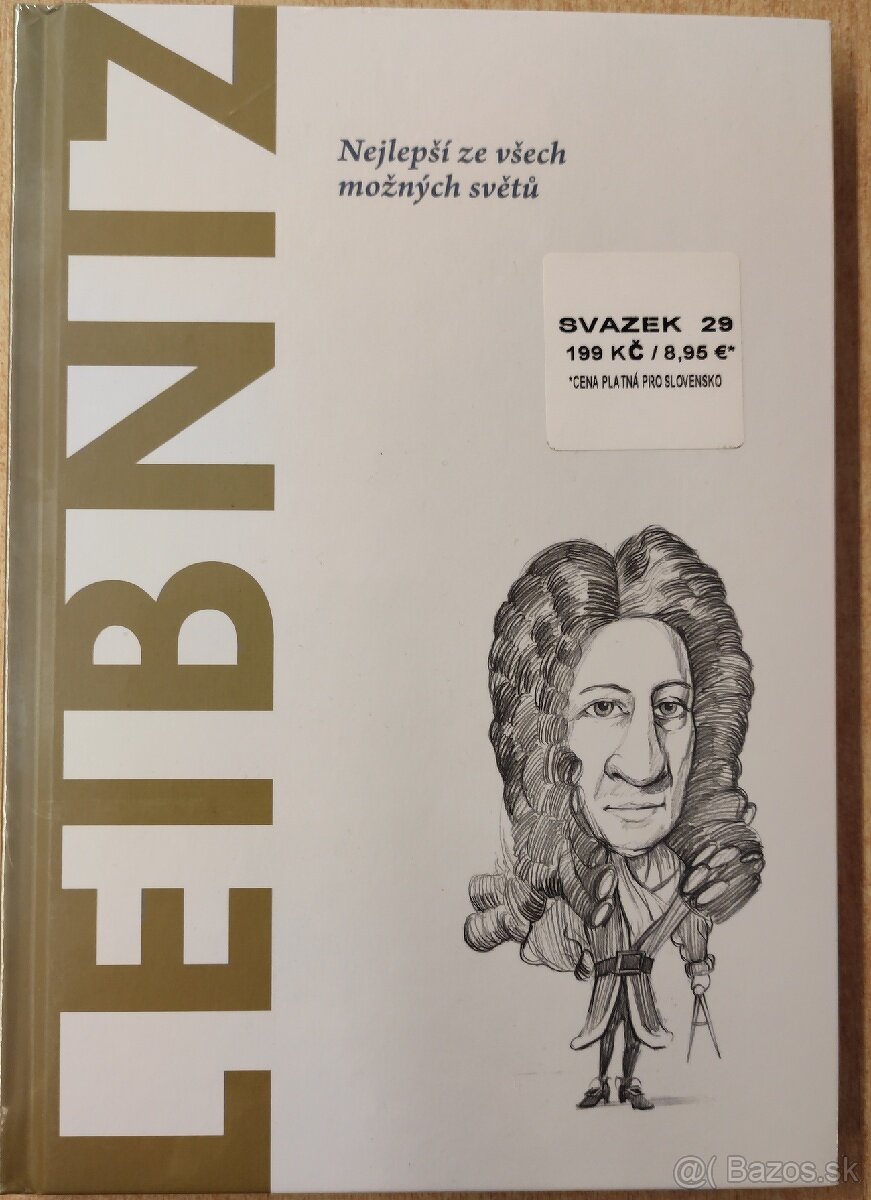 LEIBNIZ
Nejlepší ze všech
možných světů
SVAZEK 29
199 KČ / 8,95 €*
*CENA PLATNÁ PRO SLOVENSKO
@( Bazos.sk